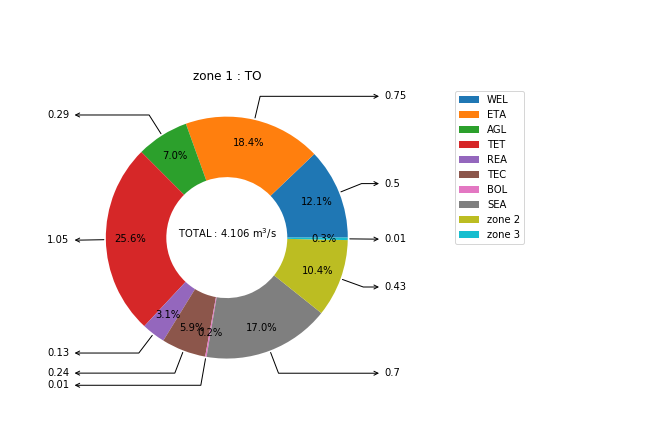 zone 1 : TO
0.75
0.29
18.4%
7.0%
0.5
12.1%
TOTAL : 4.106 m³/s
1.05
25.6%
0.3%
0.01
10.4%
0.43
3.1%
5.9%
0.2%
17.0%
0.13
0.24
0.7
0.01
WEL
ETA
AGL
TET
REA
TEC
BOL
SEA
zone 2
zone 3